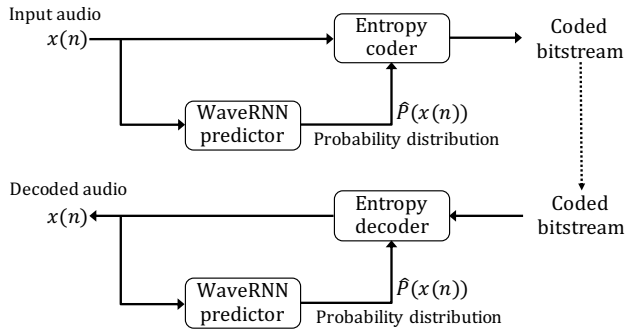 Input audio
x(n)
Entropy
coder
Coded
bitstream
WaveRNN
predictor
P̂(x(n))
Probability distribution
Decoded audio
x(n)
Entropy
decoder
Coded
bitstream
WaveRNN
predictor
P̂(x(n))
Probability distribution